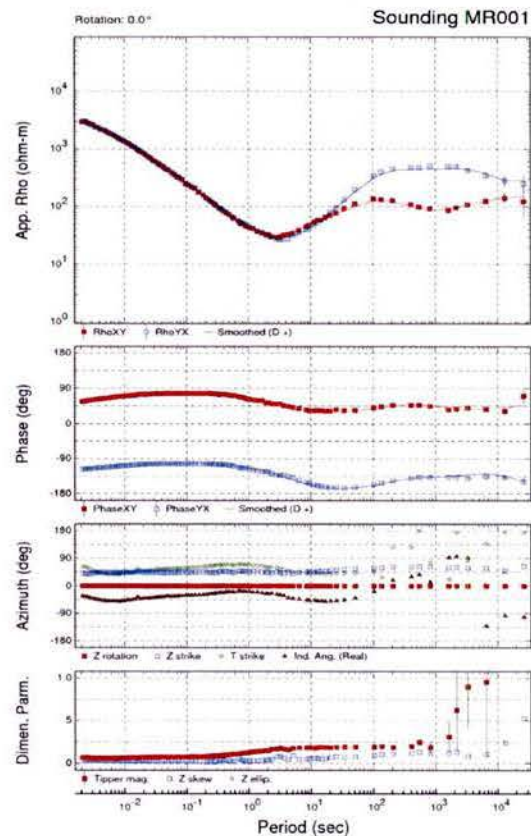 Rotation: 0.0° Sounding MR001
App. Rho (ohm-m)
10⁴
10³
10²
10¹
10⁰
RhoXY RhoYX Smoothed (D +)
Phase (deg)
180
90
0
-90
-180
PhaseXY PhaseYX Smoothed (D +)
Azimuth (deg)
180
90
0
-90
-180
Z rotation Z strike T strike Ind. Ang. (Real)
Dimen. Parm.
1.0
.5
0
Tipper mag. Z skew Z ellip.
10⁻² 10⁻¹ 10⁰ 10¹ 10² 10³ 10⁴
Period (sec)